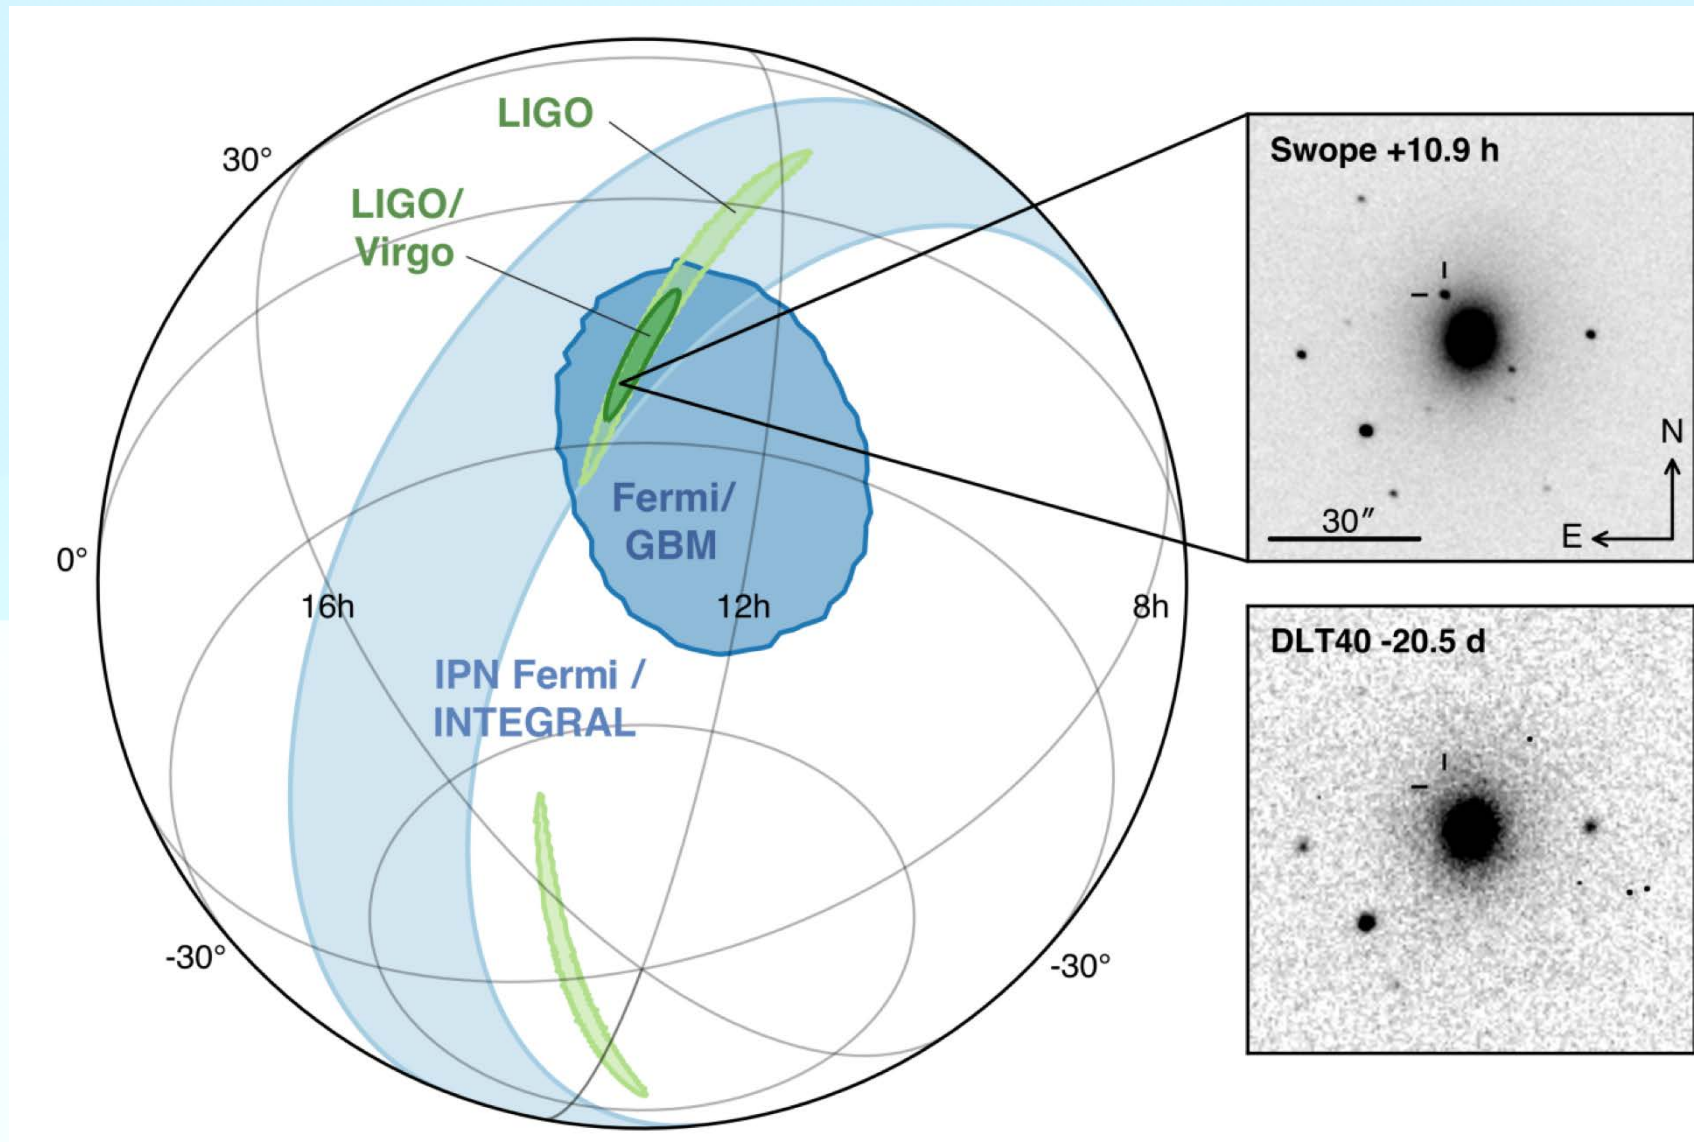 LIGO
30°
LIGO/
Virgo
Fermi/
GBM
0°
16h
12h
8h
IPN Fermi /
INTEGRAL
-30°
-30°
Swope +10.9 h
N
30″
E
DLT40 -20.5 d